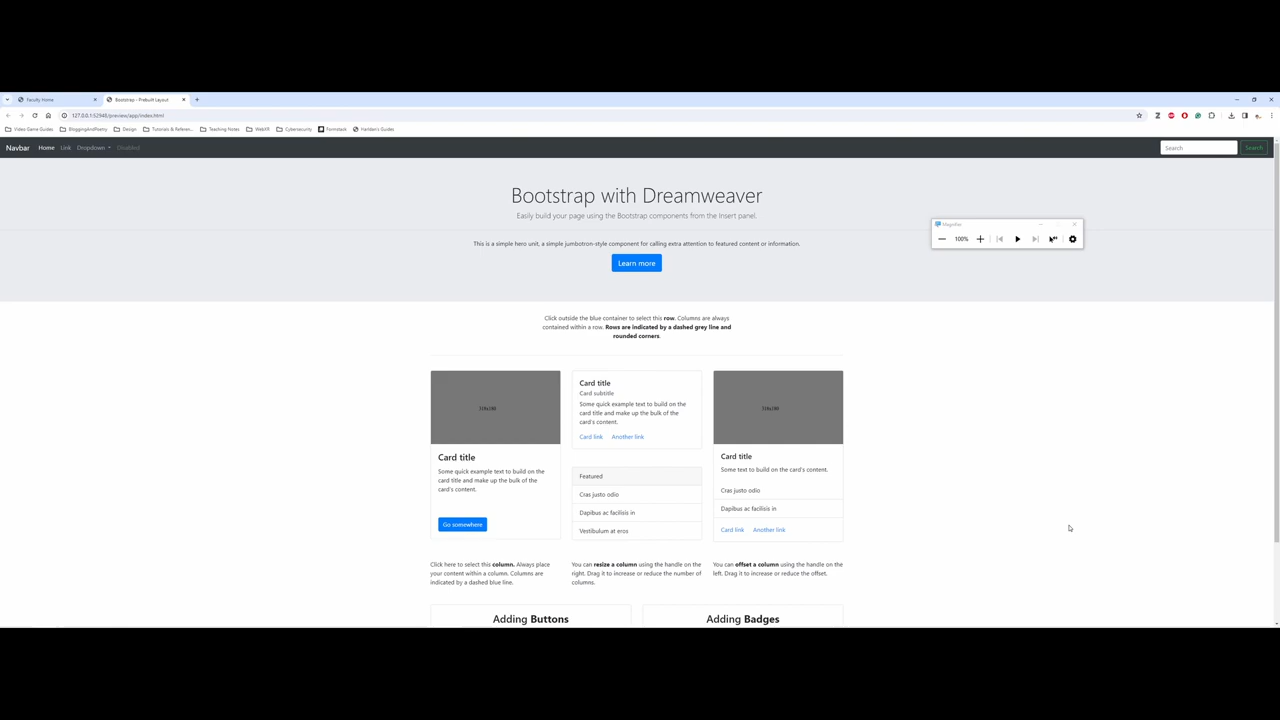 Faculty Home
Bootstrap - Prebuilt Layout
127.0.0.1:52948/preview/app/index.html
Video Game Guides
BloggingAndPoetry
Design
Tutorials & Referen...
Teaching Notes
WebXR
Cybersecurity
Formstack
Harlan's Guides
Navbar Home Link Dropdown Disabled Search Search
Bootstrap with Dreamweaver
Easily build your page using the Bootstrap components from the Insert panel.
Magnifier
100%
This is a simple hero unit, a simple jumbotron-style component for calling extra attention to featured content or information.
Learn more
Click outside the blue container to select this row. Columns are always
contained within a row. Rows are indicated by a dashed grey line and
rounded corners.
Card title
Some quick example text to build on the
card title and make up the bulk of the
card's content.
Go somewhere
Card title
Card subtitle
Some quick example text to build on the
card title and make up the bulk of the
card's content.
Card link Another link
Featured
Cras justo odio
Dapibus ac facilisis in
Vestibulum at eros
Card title
Some text to build on the card's content.
Cras justo odio
Dapibus ac facilisis in
Card link Another link
Click here to select this column. Always place
your content within a column. Columns are
indicated by a dashed blue line.
You can resize a column using the handle on the
right. Drag it to increase or reduce the number of
columns.
You can offset a column using the handle on the
left. Drag it to increase or reduce the offset.
Adding Buttons
Adding Badges